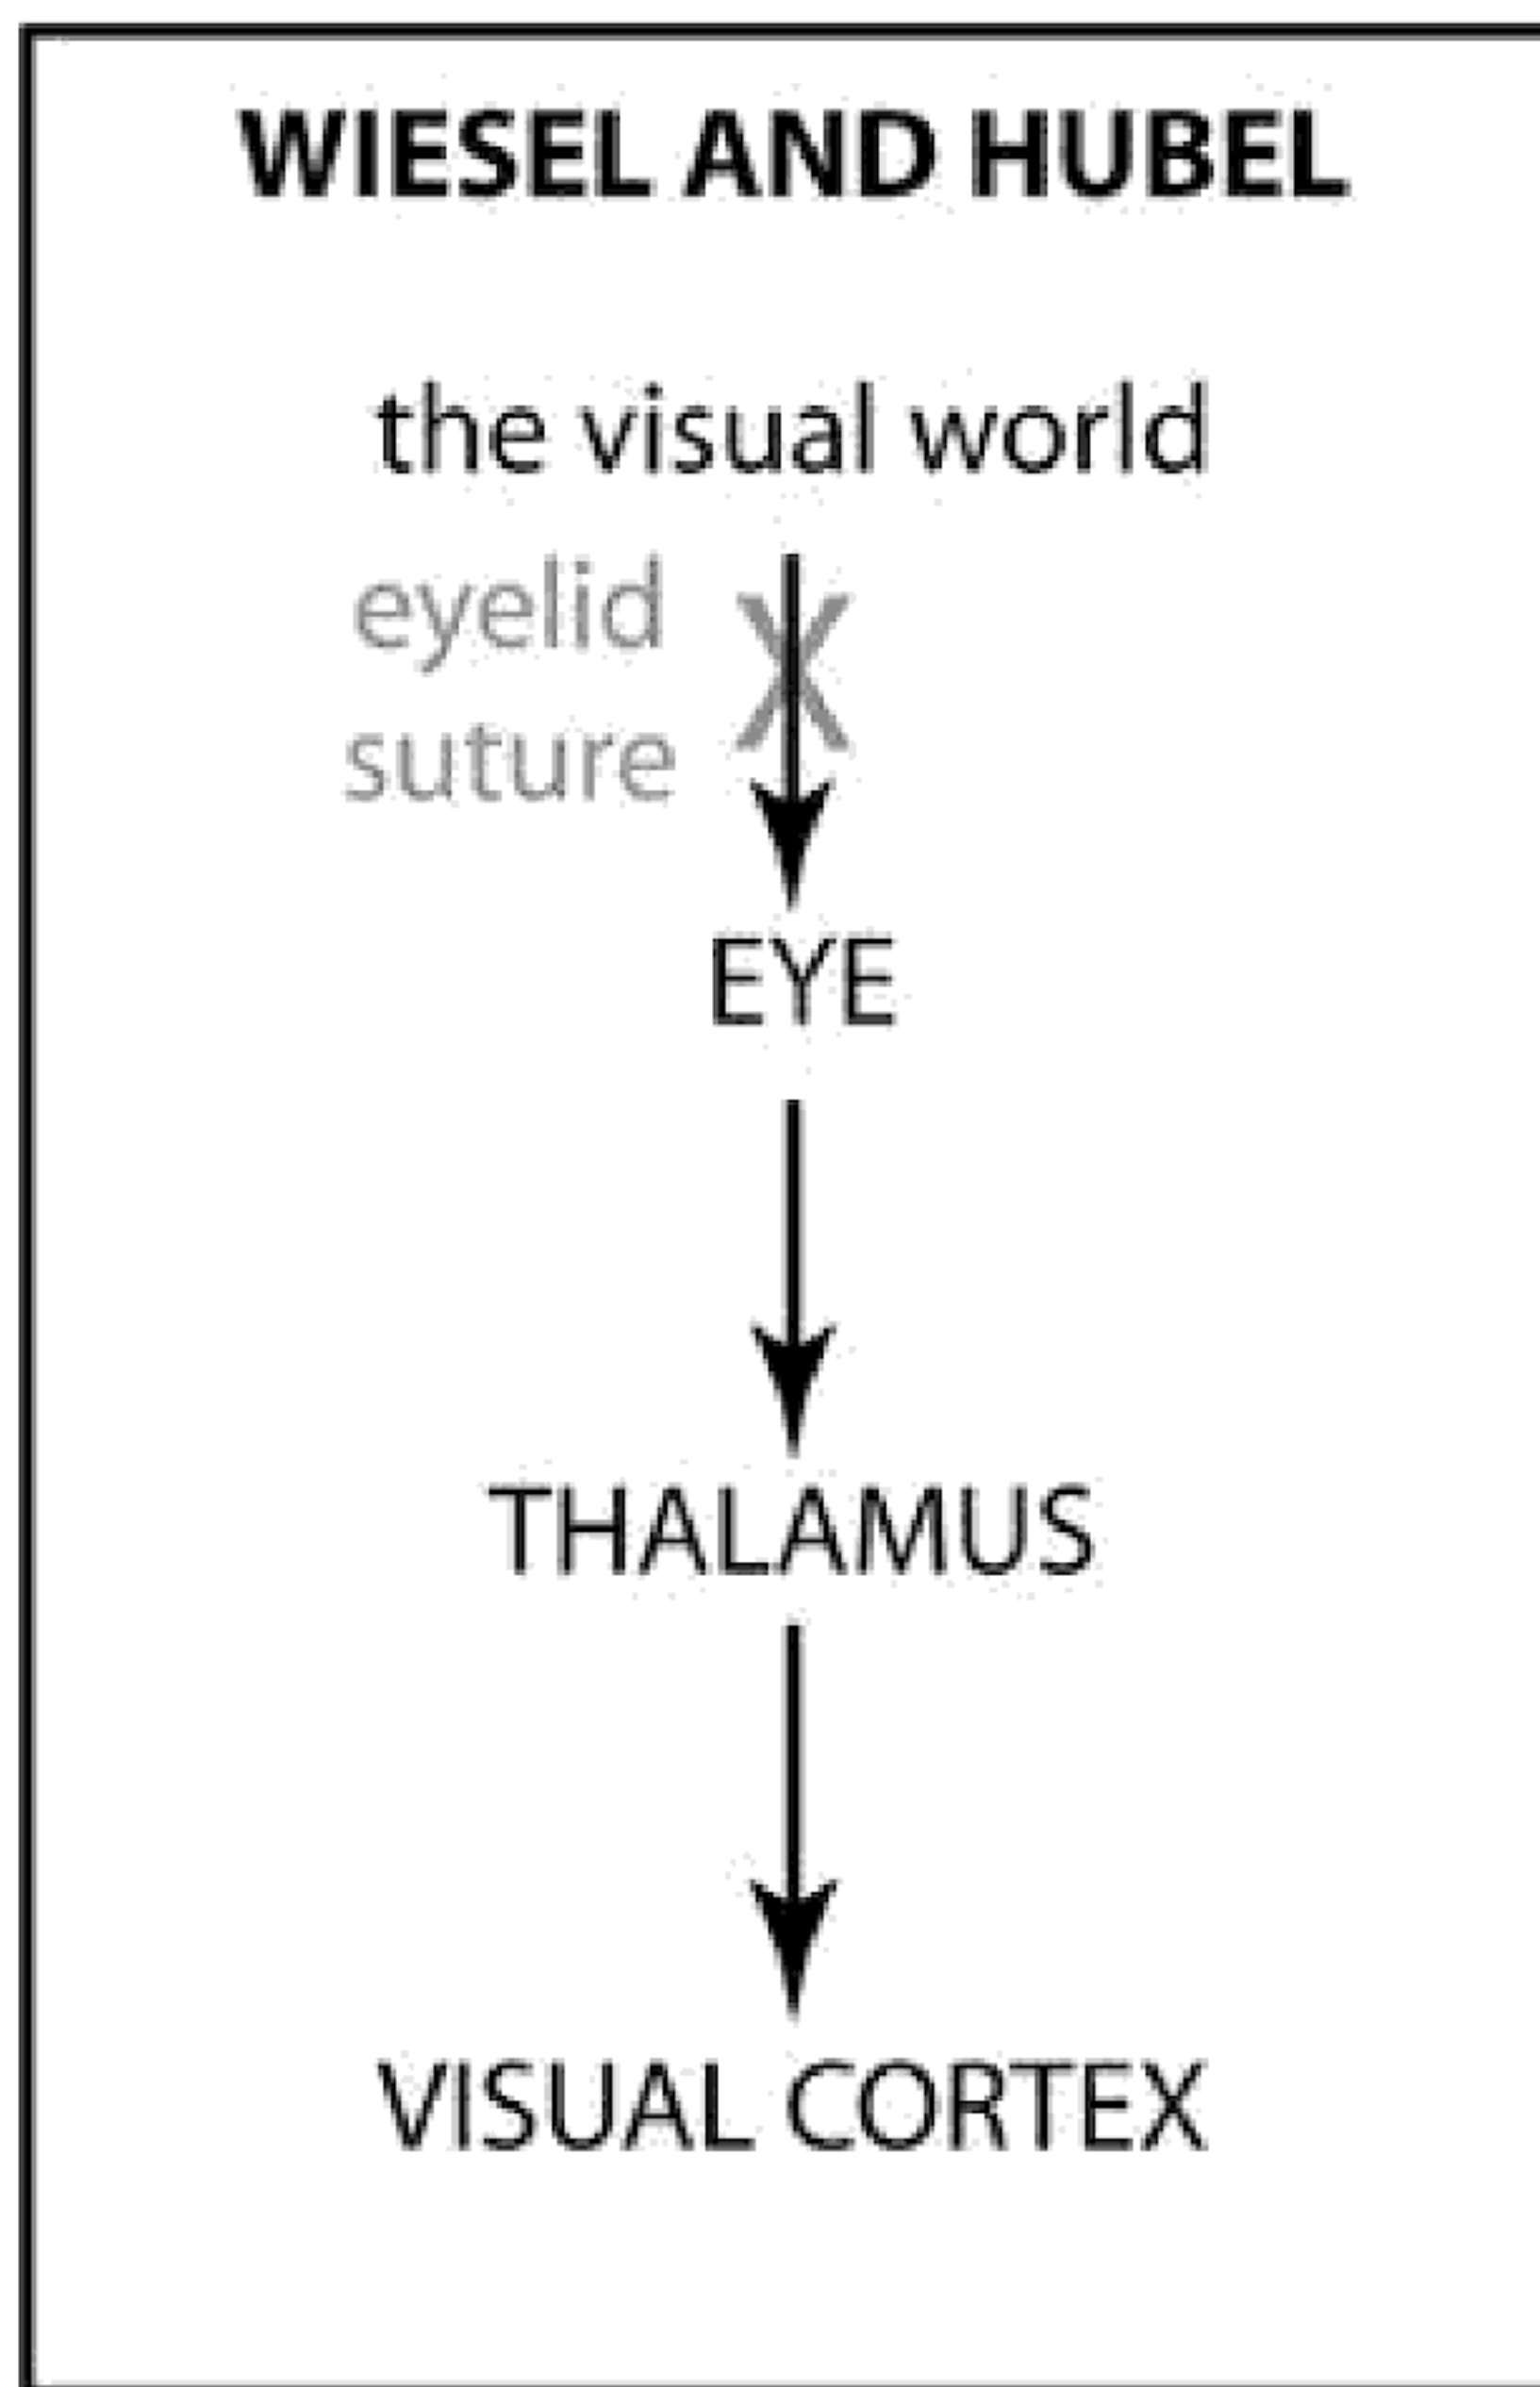 WIESEL AND HUBEL
the visual world
eyelid
suture
X
EYE
THALAMUS
VISUAL CORTEX